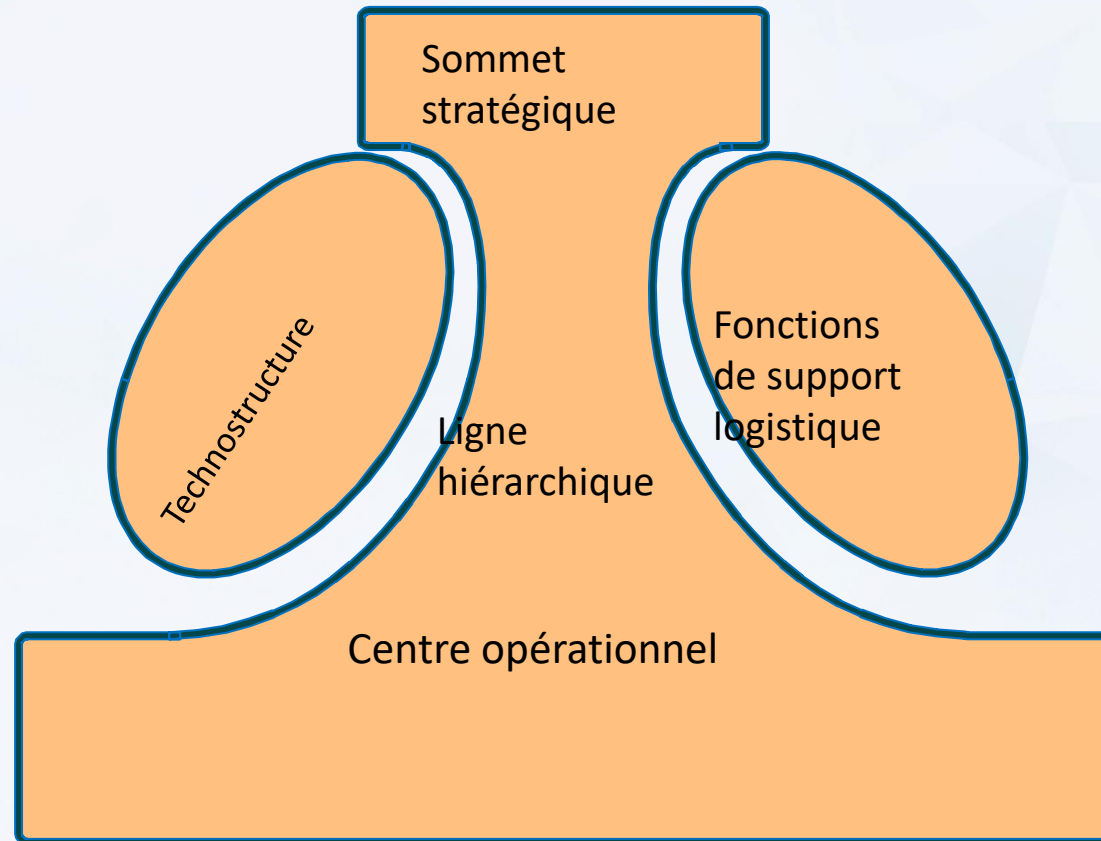 Sommet
stratégique
Technostructure
Ligne
hiérarchique
Fonctions
de support
logistique
Centre opérationnel